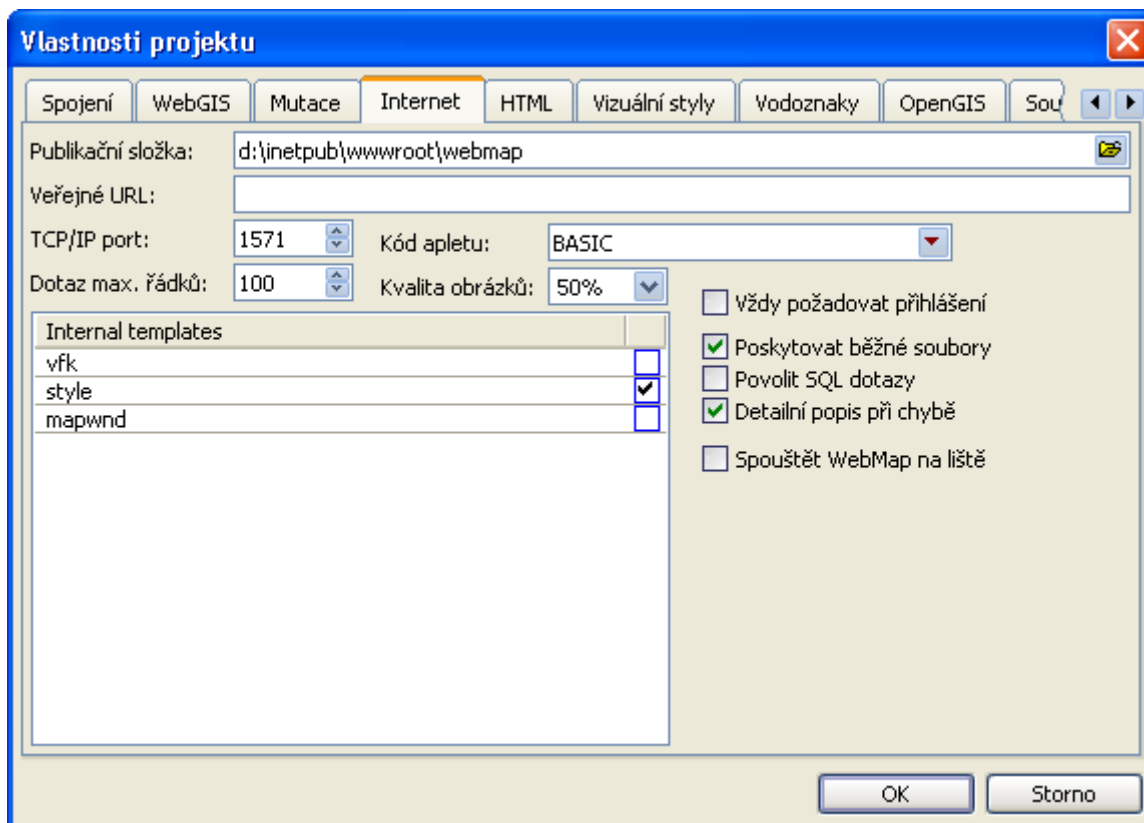 Vlastnosti projektu
Spojení WebGIS Mutace Internet HTML Vizuální styly Vodoznaky OpenGIS Sou
Publikační složka: d:\inetpub\wwwroot\webmap
Veřejné URL:
TCP/IP port: 1571 Kód apletu: BASIC
Dotaz max. řádků: 100 Kvalita obrázků: 50%
Vždy požadovat přihlášení
Internal templates
Poskytovat běžné soubory
vfk
Povolit SQL dotazy
style
Detailní popis při chybě
mapwnd
Spouštět WebMap na liště
OK Storno